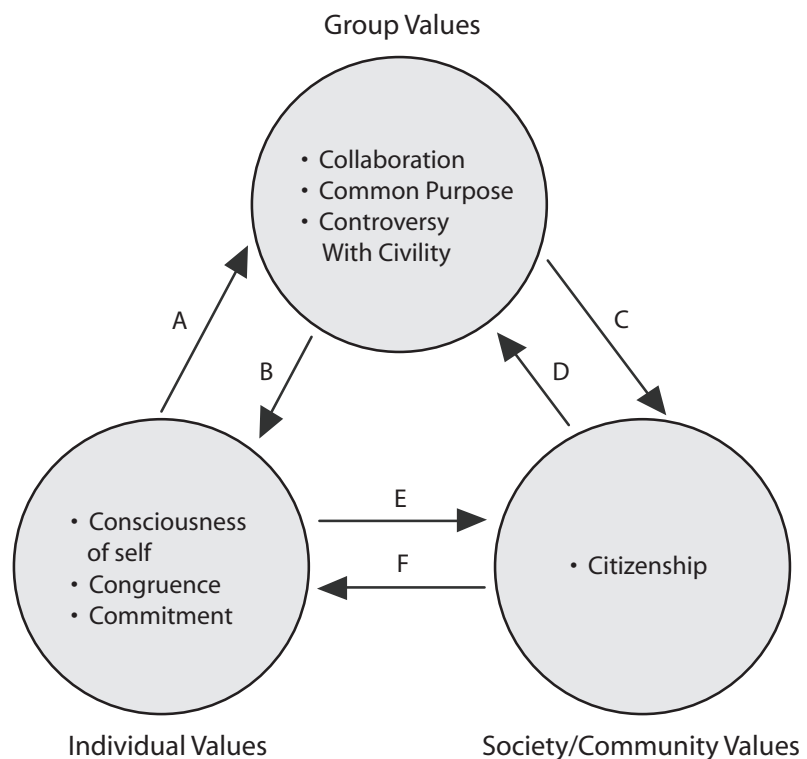 Group Values
• Collaboration
• Common Purpose
• Controversy
With Civility
A
B
C
D
E
F
• Consciousness
of self
• Congruence
• Commitment
• Citizenship
Individual Values
Society/Community Values